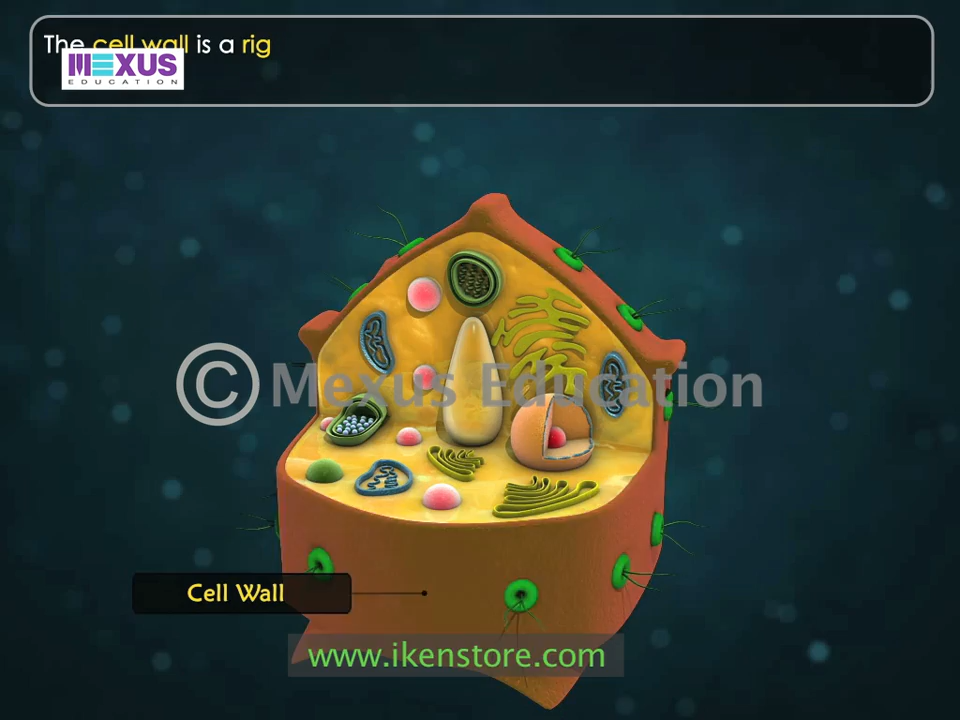 The cell wall is a rig
MEXUS
EDUCATION
© Mexus Education
Cell Wall
www.ikenstore.com